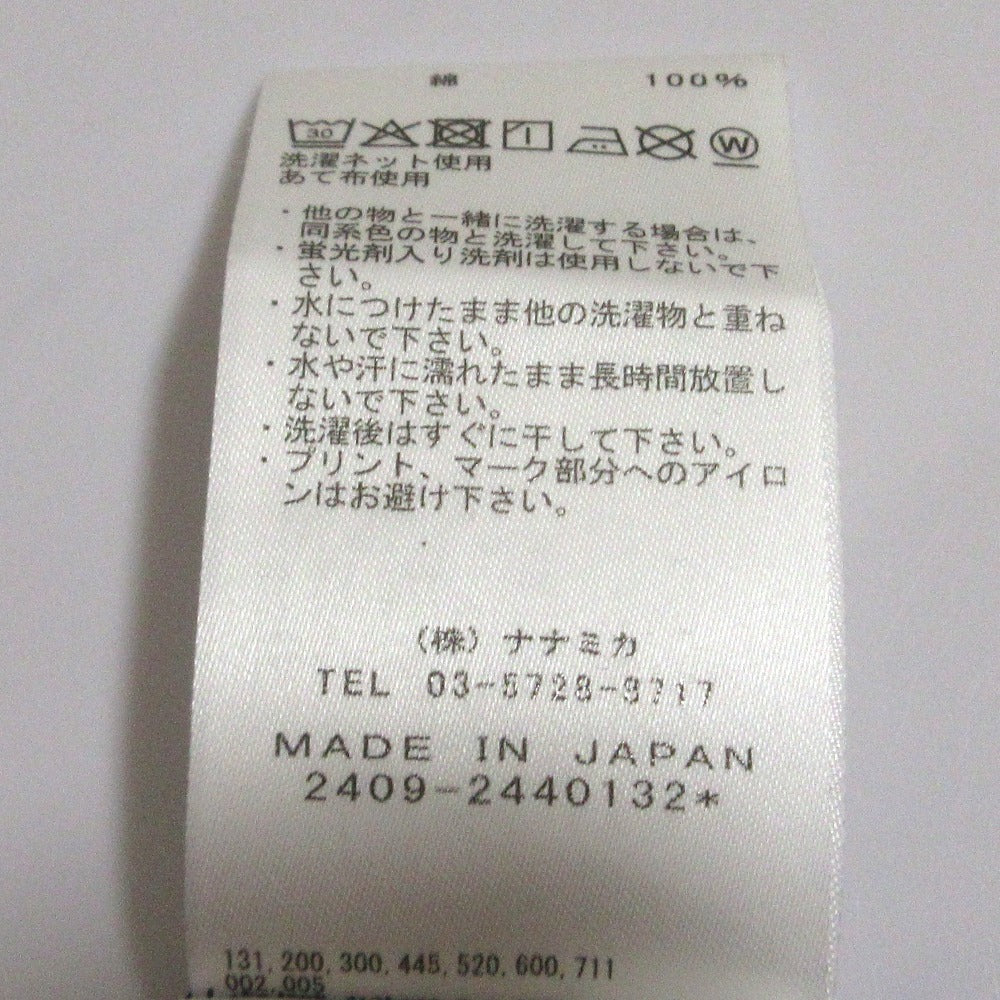 綿 100%
30
W
洗濯ネット使用
あて布使用
・他の物と一緒に洗濯する場合は、
同系色の物と洗濯して下さい。
・蛍光剤入り洗剤は使用しないで下
さい。
・水につけたまま他の洗濯物と重ね
ないで下さい。
・水や汗に濡れたまま長時間放置し
ないで下さい。
・洗濯後はすぐに干して下さい。
・プリント、マーク部分へのアイロ
ンはお避け下さい。
(株)ナナミカ
TEL 03-5728-3717
MADE IN JAPAN
2409-2440132*
131,200,300,445,520,600,711
002,005